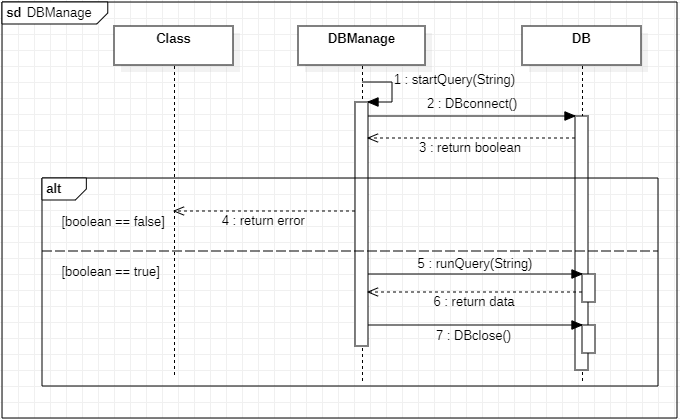 sd DBManage
Class
DBManage
DB
1 : startQuery(String)
2 : DBconnect()
3 : return boolean
alt
[boolean == false]
4 : return error
[boolean == true]
5 : runQuery(String)
6 : return data
7 : DBclose()